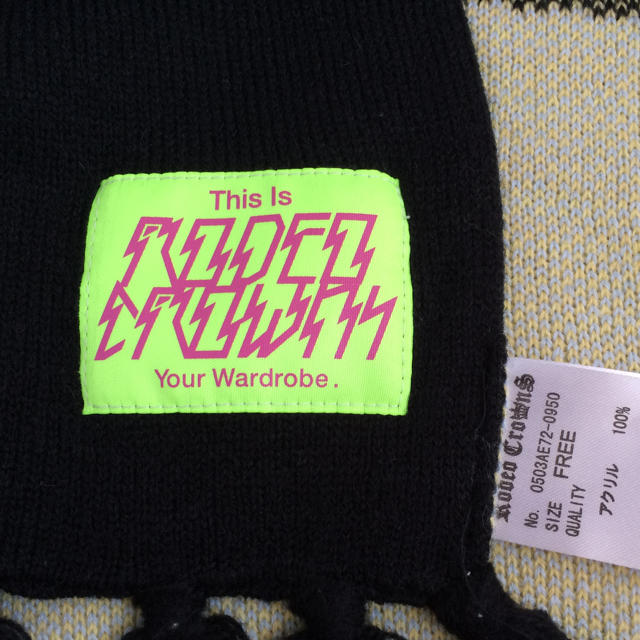 This Is
RODEO
CROWNS
Your Wardrobe.
Rodeo Crowns
No. 0503AE72-0950
SIZE FREE
QUALITY
アクリル 100%